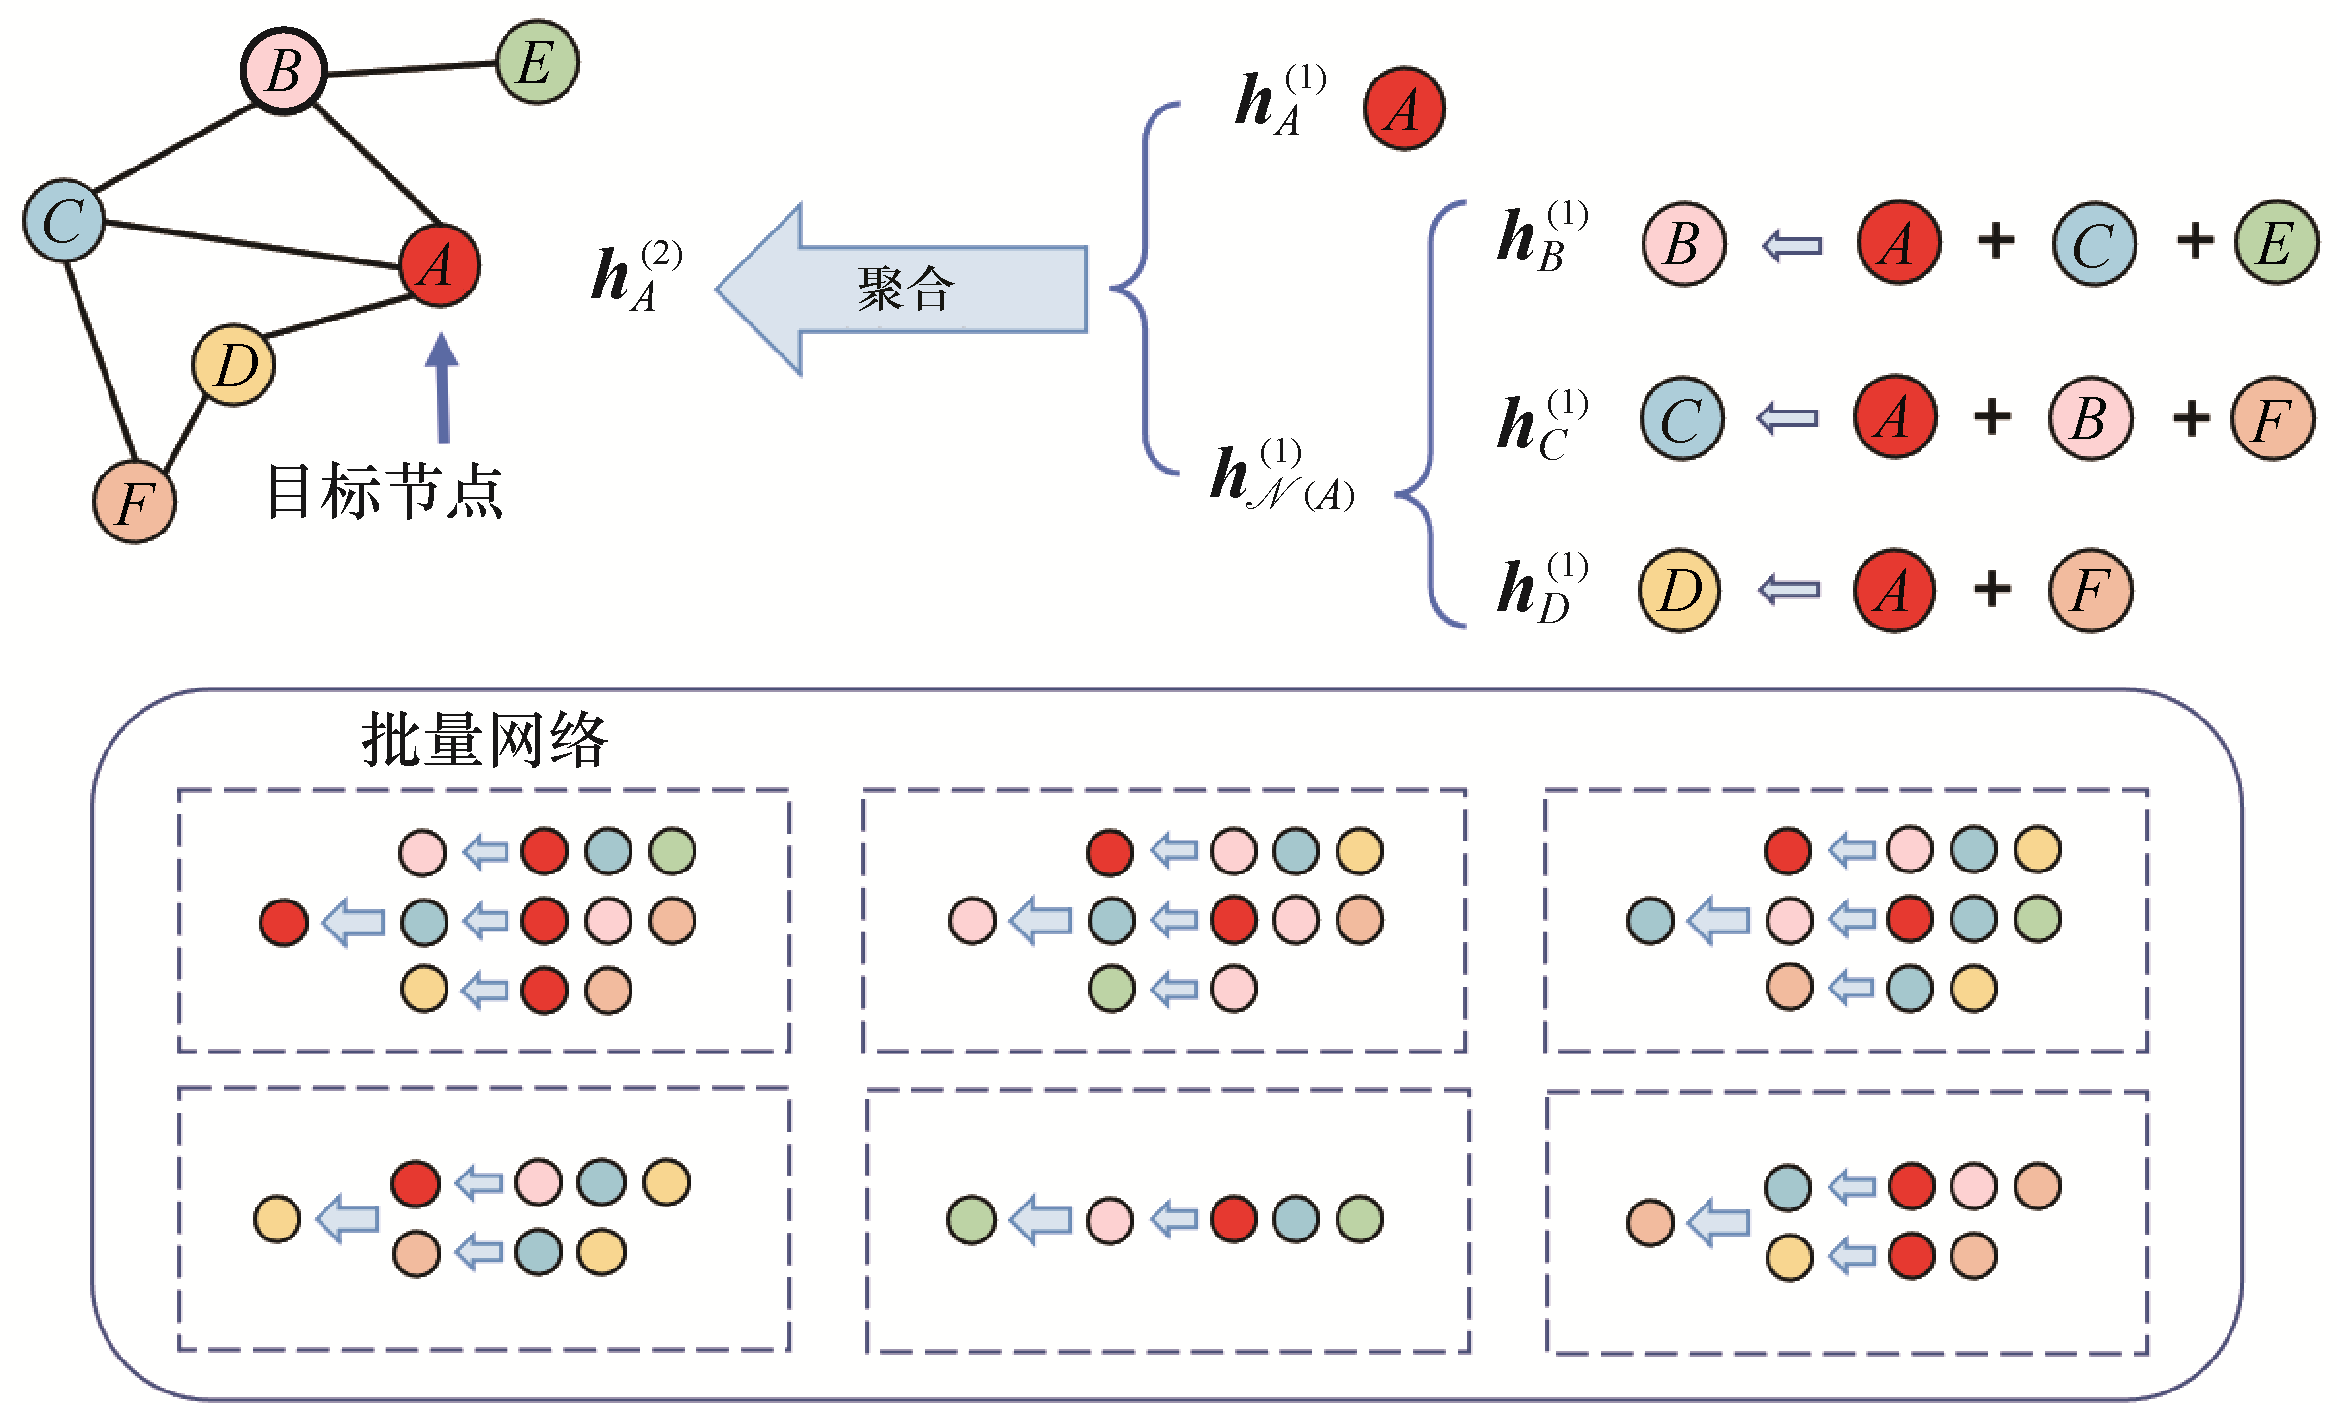 B
E
C
A
D
F
目标节点
h_A^(2)
聚合
h_A^(1) A
h_𝒩(A)^(1)
h_B^(1) B A + C + E
h_C^(1) C A + B + F
h_D^(1) D A + F
批量网络